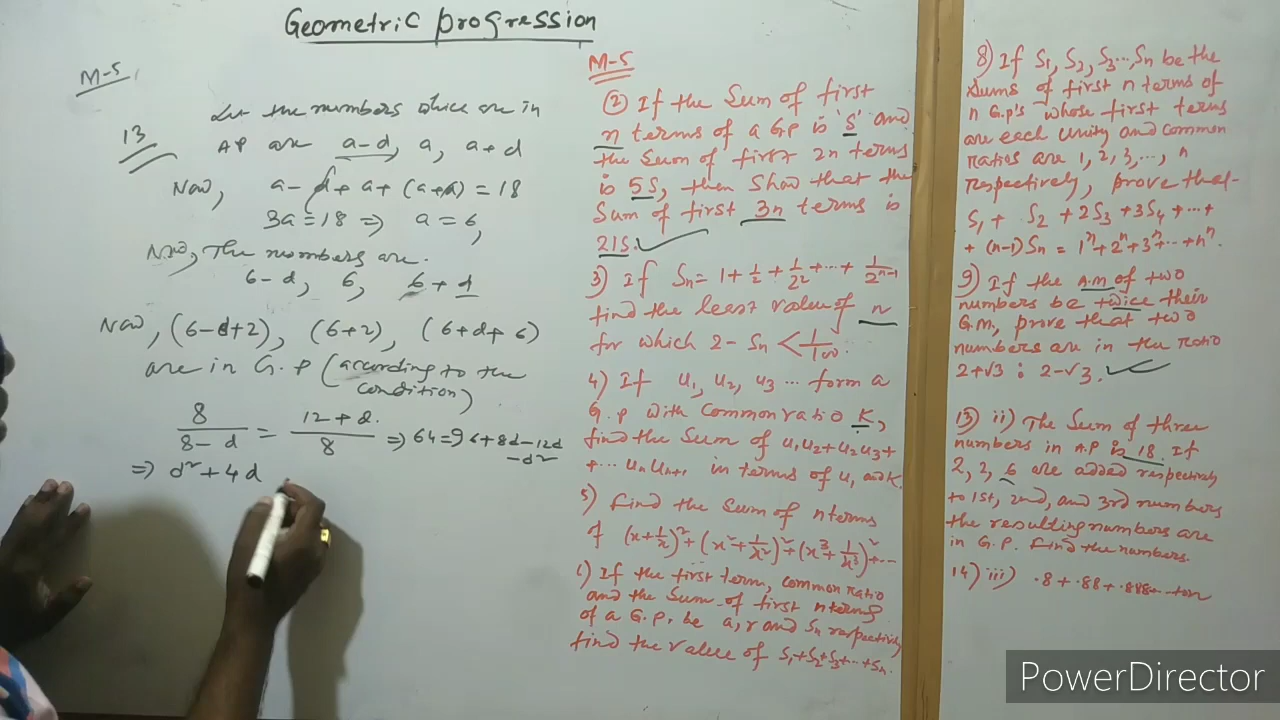 Geometric progression
M-5
13
Let the numbers which are in
AP are a-d, a, a+d
Now, a-d+a+(a+d) = 18
3a = 18 ⇒ a = 6,
Now, The numbers are.
6-d, 6, 6+d
Now, (6-d+2), (6+2), (6+d+6)
are in G.P (according to the
condition)
8/(8-d) = (12+d)/8 ⇒ 64 = 96+8d-12d
-d²
⇒ d²+4d
M-5
② If the Sum of first
n terms of a GP is 'S' and
the Sum of first 2n terms
is 5S, then Show that the
Sum of first 3n terms is
21S.
3) If Sn = 1+1/2+1/2²+...+1/2ⁿ⁻¹
find the least value of n
for which 2-Sn < 1/100.
4) If u₁, u₂, u₃ ... form a
G.p with Common ratio K,
find the Sum of u₁u₂+u₂u₃+
+... uₙuₙ₊₁ in terms of u₁ and K.
5) Find the Sum of n terms
of (x+1/x)²+(x²+1/x²)²+(x³+1/x³)²+...
6) If the first term, common ratio
and the Sum of first n terms
of a G.P. be a, r and Sn respectively
find the value of S₁+S₂+S₃+...+Sn.
8) If S₁, S₂, S₃...,Sn be the
Sums of first n terms of
n G.p's whose first terms
are each Unity and Common
ratios are 1, 2, 3, ..., n
respectively, prove that-
S₁+ S₂+2S₃+3S₄+...+
+ (n-1)Sn = 1ⁿ+2ⁿ+3ⁿ+...+nⁿ.
9) If the A.M of two
numbers be twice their
G.M, prove that two
numbers are in the ratio
2+√3 : 2-√3.
13) ii) The Sum of three
numbers in A.P is 18. If
2, 2, 6 are added respectively
to 1st, 2nd, and 3rd numbers
the resulting numbers are
in G.P. Find the numbers.
14) iii) .8+.88+.888...to n
PowerDirector